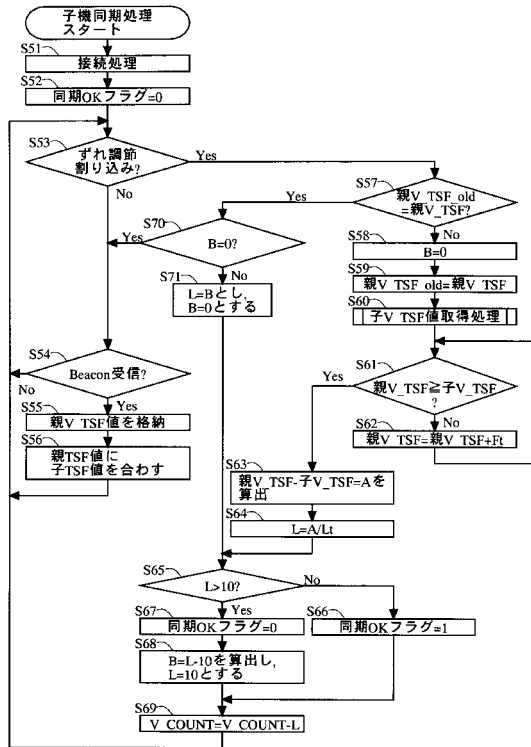 子機同期処理
スタート
S51
接続処理
S52
同期OKフラグ=0
S53
ずれ調節
割り込み?
Yes
No
S57
親V_TSF_old
=親V_TSF?
Yes
No
S70
B=0?
Yes
No
S58
B=0
S71
L=Bとし,
B=0とする
S59
親V_TSF_old=親V_TSF
S60
子V_TSF値取得処理
S54
Beacon受信?
No
Yes
S61
親V_TSF≧子V_TSF
?
Yes
No
S55
親V_TSF値を格納
S62
親V_TSF=親V_TSF+Ft
S56
親TSF値に
子TSF値を合わす
S63
親V_TSF-子V_TSF=Aを
算出
S64
L=A/Lt
S65
L>10?
No
Yes
S67
同期OKフラグ=0
S66
同期OKフラグ=1
S68
B=L-10を算出し,
L=10とする
S69
V_COUNT=V_COUNT-L